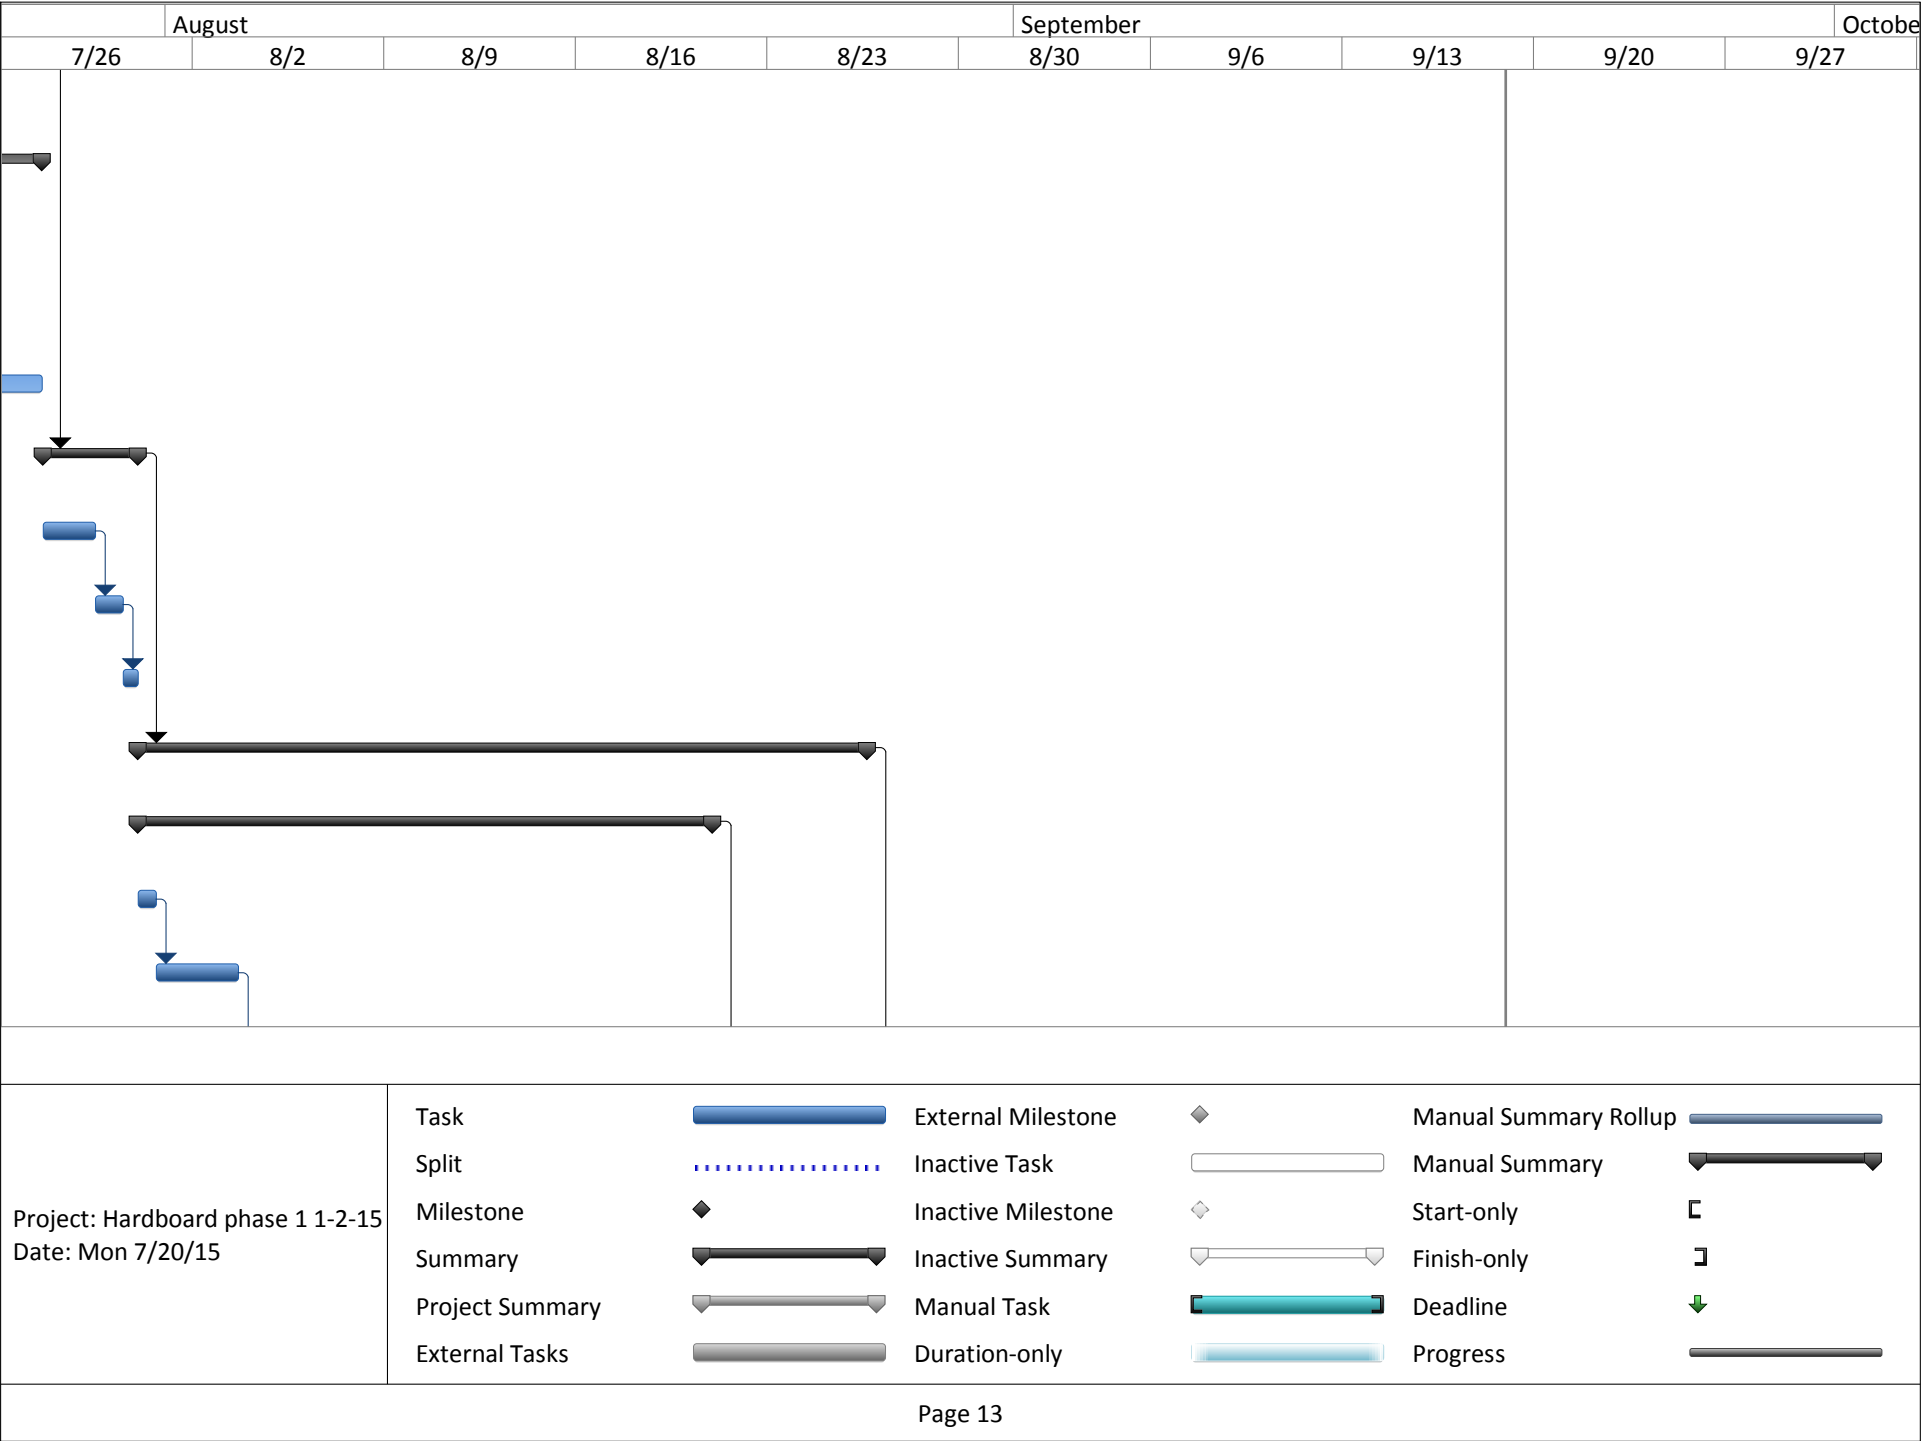 August September Octobe
7/26 8/2 8/9 8/16 8/23 8/30 9/6 9/13 9/20 9/27
Project: Hardboard phase 1 1-2-15
Date: Mon 7/20/15
Task
Split
Milestone
Summary
Project Summary
External Tasks
External Milestone
Inactive Task
Inactive Milestone
Inactive Summary
Manual Task
Duration-only
Manual Summary Rollup
Manual Summary
Start-only
Finish-only
Deadline
Progress
Page 13